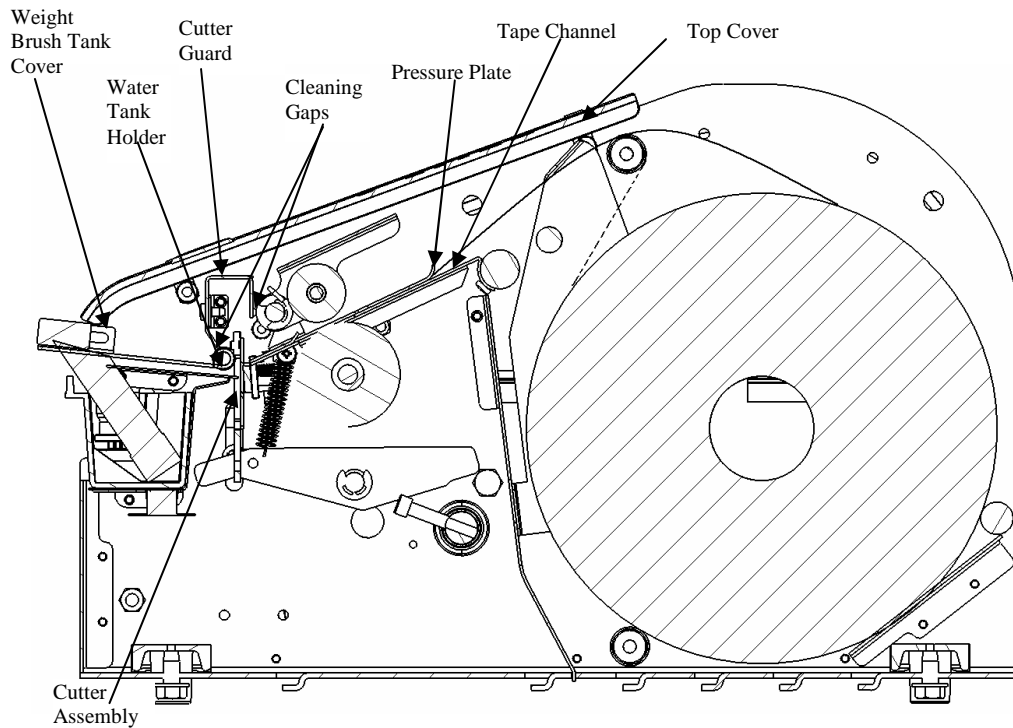 Weight
Brush Tank
Cover
Cutter
Guard
Water
Tank
Holder
Cleaning
Gaps
Pressure Plate
Tape Channel
Top Cover
Cutter
Assembly